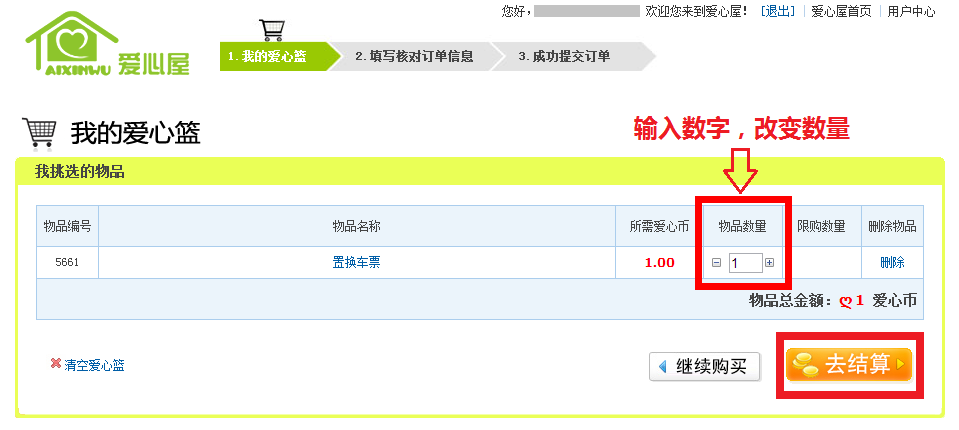 您好, 欢迎您来到爱心屋! [退出] | 爱心屋首页 | 用户中心
AIXINWU 爱心屋
1.我的爱心篮 2.填写核对订单信息 3.成功提交订单
我的爱心篮
输入数字，改变数量
我挑选的物品
物品编号 物品名称 所需爱心币 物品数量 限购数量 删除物品
5661 置换车票 1.00 1 删除
物品总金额：ღ 1 爱心币
清空爱心篮 继续购买 去结算